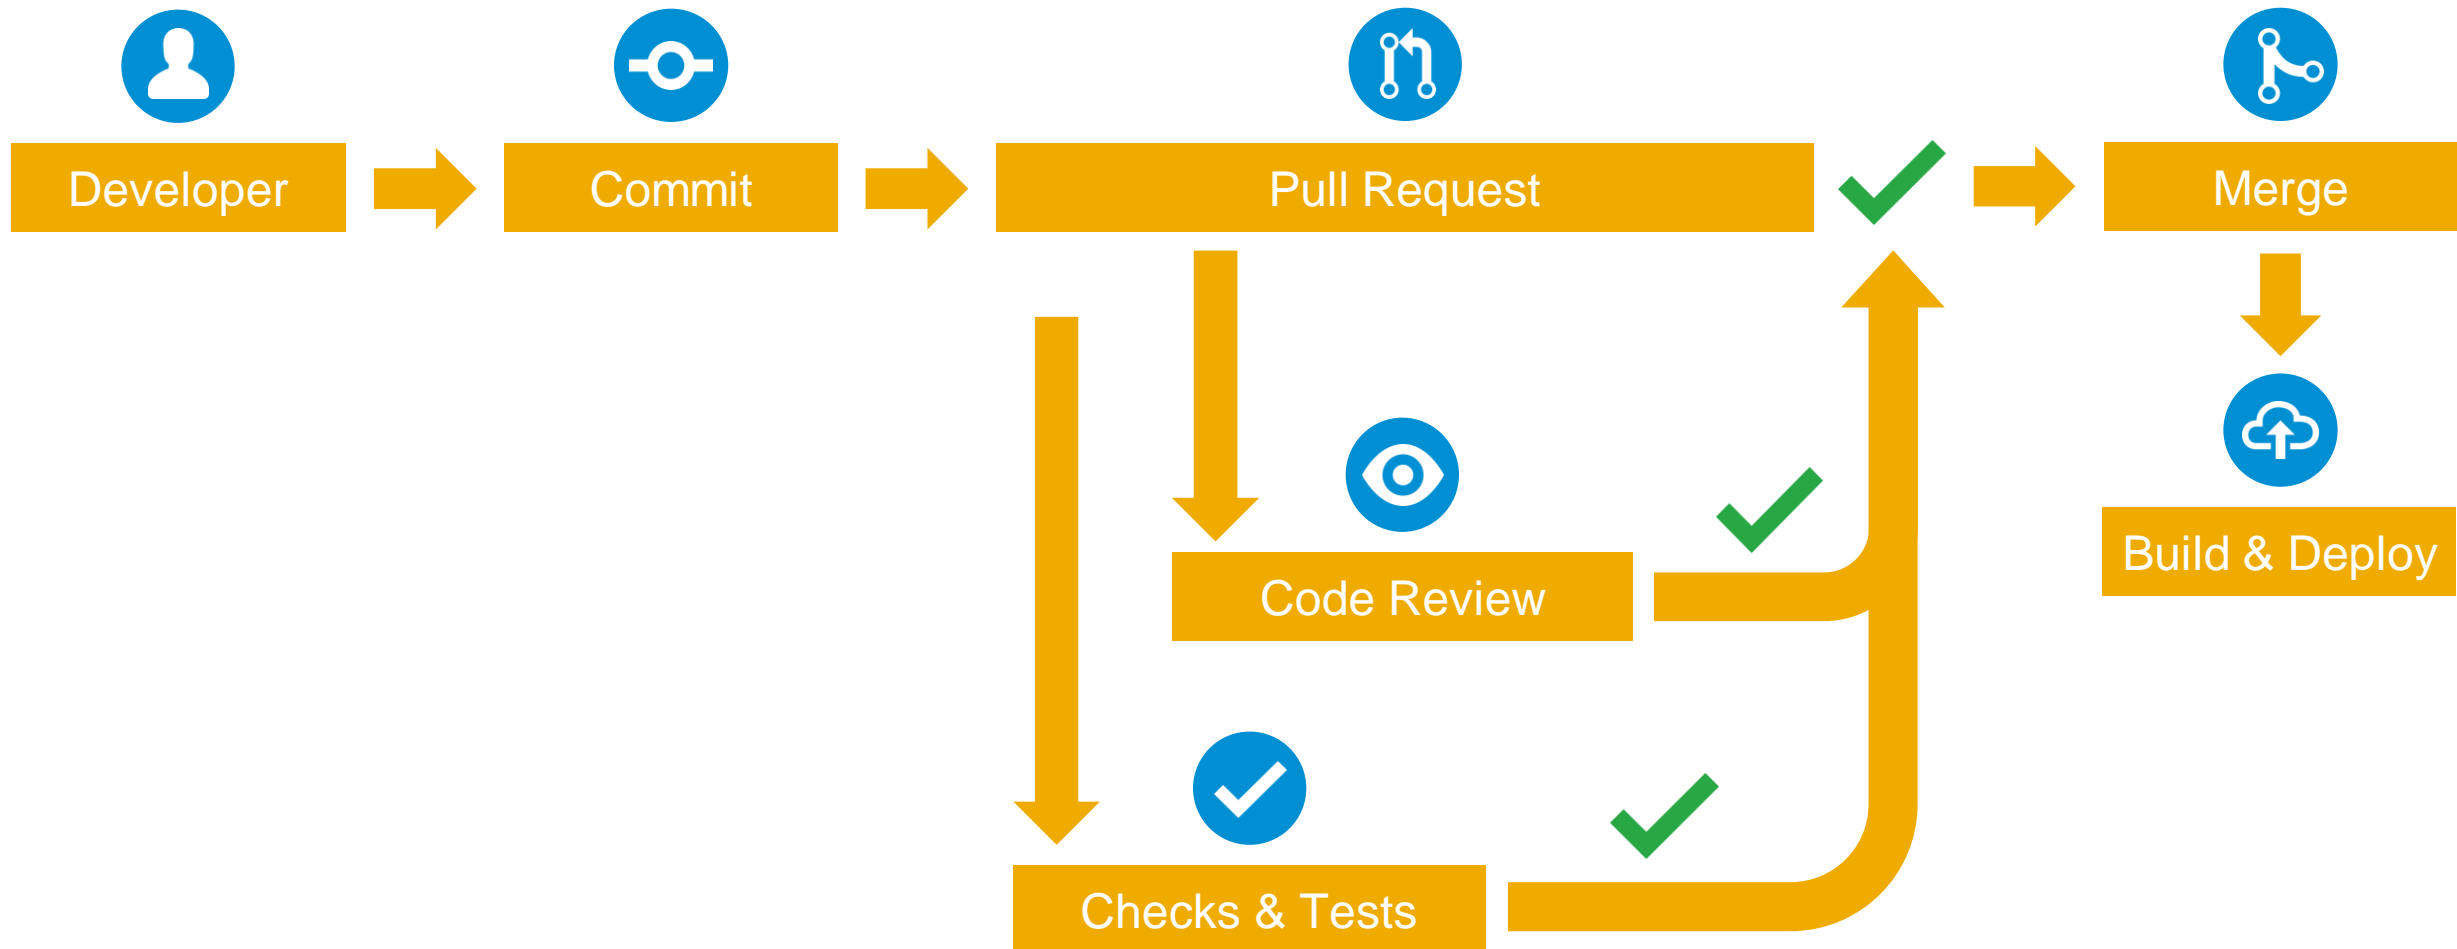 Developer
Commit
Pull Request
Merge
Code Review
Build & Deploy
Checks & Tests